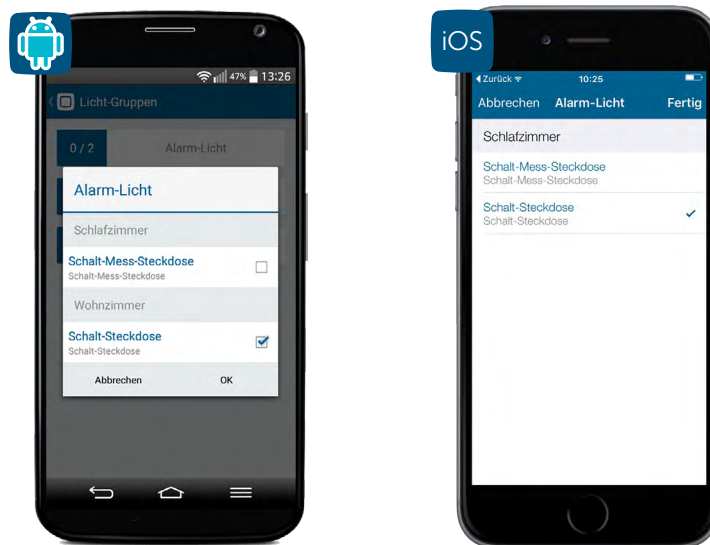 47% 13:26
Licht-Gruppen
0 / 2 Alarm-Licht
Alarm-Licht
Schlafzimmer
Schalt-Mess-Steckdose
Schalt-Mess-Steckdose
Wohnzimmer
Schalt-Steckdose
Schalt-Steckdose
Abbrechen OK
iOS
Zurück 10:25
Abbrechen Alarm-Licht Fertig
Schlafzimmer
Schalt-Mess-Steckdose
Schalt-Mess-Steckdose
Schalt-Steckdose
Schalt-Steckdose